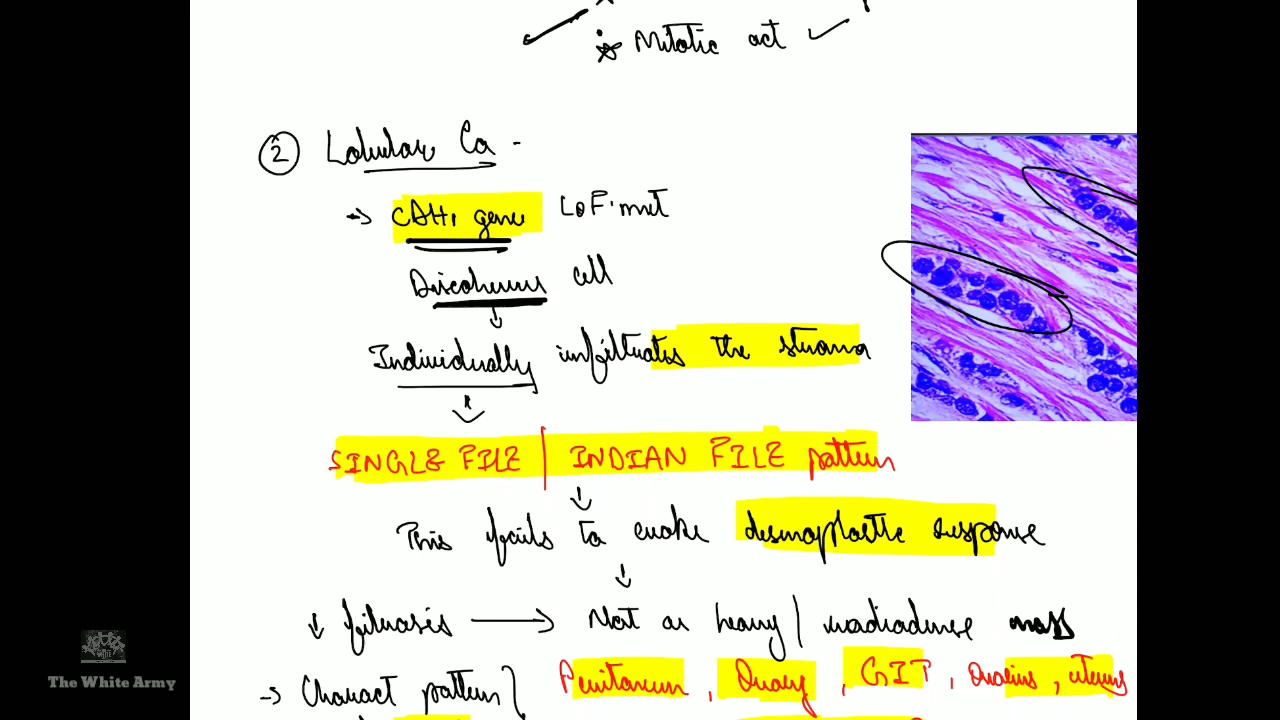 * Mitotic act
② Lobular Ca -
→ CDH1 gene LOF mut
Discohesive cell
Individually infiltrates the stroma
SINGLE FILE | INDIAN FILE pattern
This fails to evoke desmoplastic response
↓ fibrosis → Not as heavy / radiodense mass
→ Charact pattern } Peritoneum, Ovary, GIT, Ovaries, uterus
The White Army